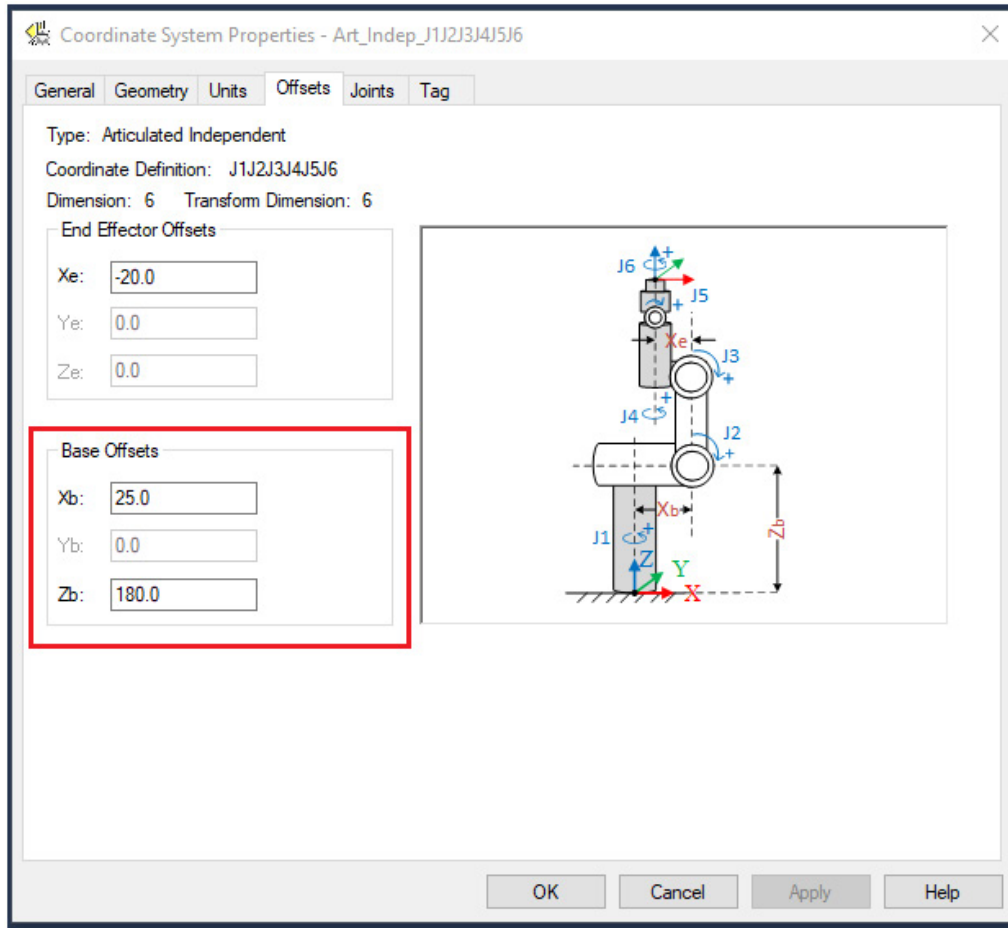 Coordinate System Properties - Art_Indep_J1J2J3J4J5J6
General Geometry Units Offsets Joints Tag
Type: Articulated Independent
Coordinate Definition: J1J2J3J4J5J6
Dimension: 6 Transform Dimension: 6
End Effector Offsets
Xe: -20.0
Ye: 0.0
Ze: 0.0
Base Offsets
Xb: 25.0
Yb: 0.0
Zb: 180.0
+
J6
J5
+
Xe
J3
+
+
J4
J2
+
Xb
Zb
+
J1
Z
Y
X
OK Cancel Apply Help